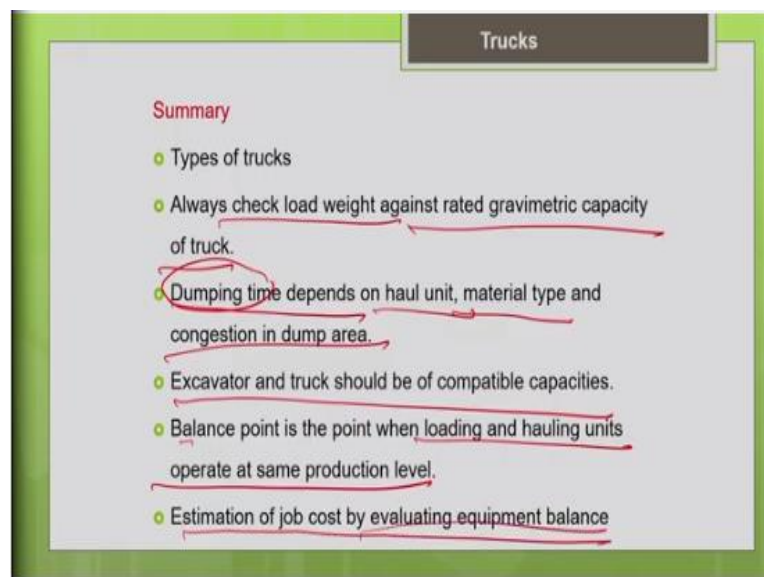 Trucks
Summary
Types of trucks
Always check load weight against rated gravimetric capacity
of truck.
Dumping time depends on haul unit, material type and
congestion in dump area.
Excavator and truck should be of compatible capacities.
Balance point is the point when loading and hauling units
operate at same production level.
Estimation of job cost by evaluating equipment balance